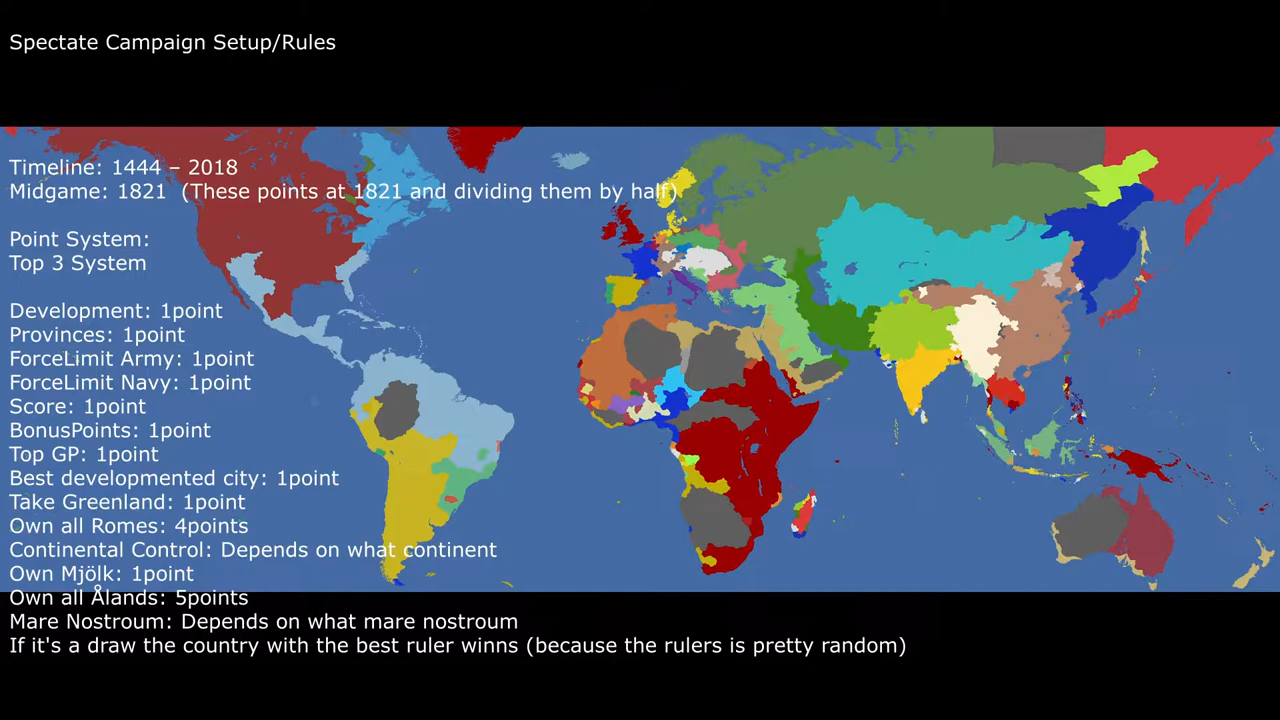 Spectate Campaign Setup/Rules
Timeline: 1444 – 2018
Midgame: 1821 (These points at 1821 and dividing them by half)
Point System:
Top 3 System
Development: 1point
Provinces: 1point
ForceLimit Army: 1point
ForceLimit Navy: 1point
Score: 1point
BonusPoints: 1point
Top GP: 1point
Best developmented city: 1point
Take Greenland: 1point
Own all Romes: 4points
Continental Control: Depends on what continent
Own Mjölk: 1point
Own all Ålands: 5points
Mare Nostroum: Depends on what mare nostroum
If it's a draw the country with the best ruler winns (because the rulers is pretty random)